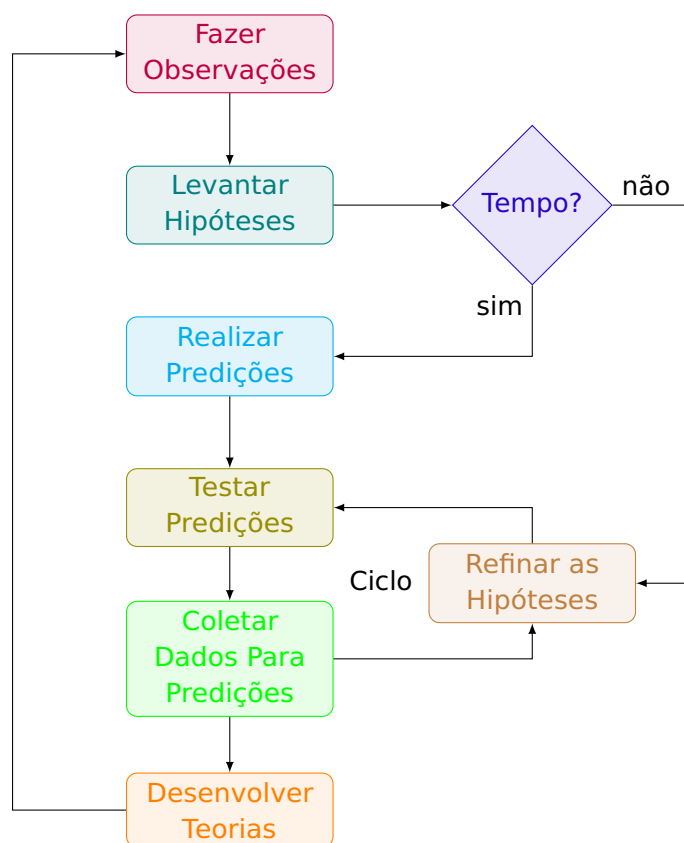 Fazer
Observações
Levantar
Hipóteses
Tempo?
não
sim
Realizar
Predições
Testar
Predições
Ciclo
Refinar as
Hipóteses
Coletar
Dados Para
Predições
Desenvolver
Teorias